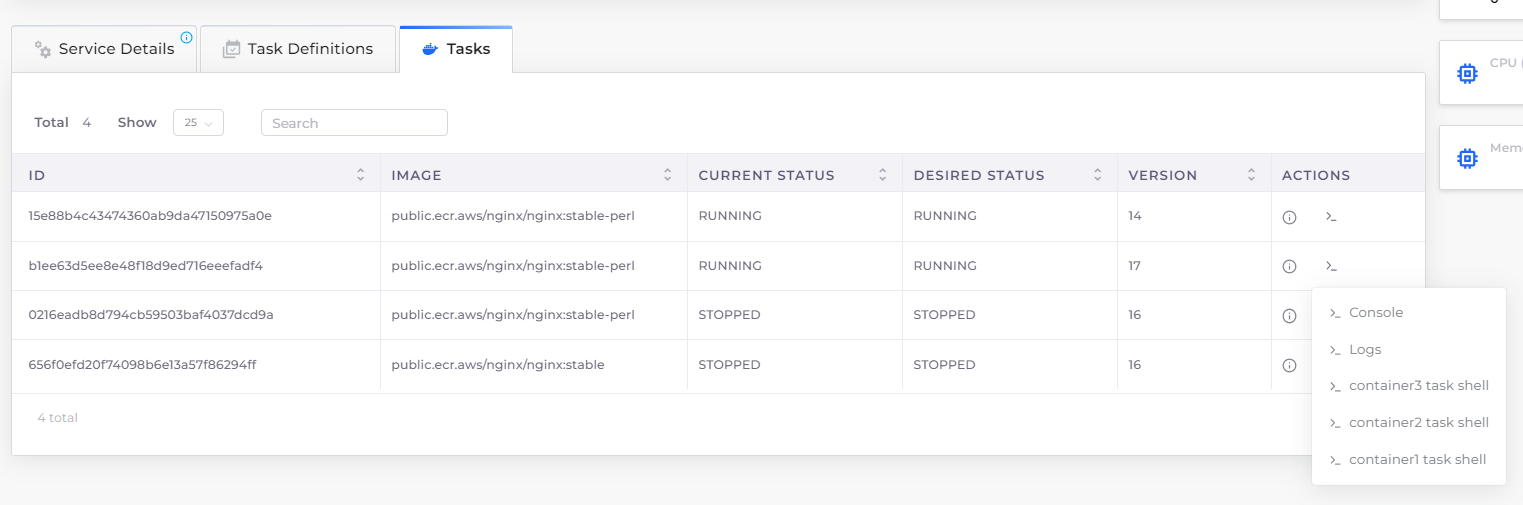 CPU (
Service Details Task Definitions Tasks
Total 4 Show 25 Search
Mem
ID IMAGE CURRENT STATUS DESIRED STATUS VERSION ACTIONS
15e88b4c43474360ab9da47150975a0e public.ecr.aws/nginx/nginx:stable-perl RUNNING RUNNING 14
b1ee63d5ee8e48f18d9ed716eeefadf4 public.ecr.aws/nginx/nginx:stable-perl RUNNING RUNNING 17
0216eadb8d794cb59503baf4037dcd9a public.ecr.aws/nginx/nginx:stable-perl STOPPED STOPPED 16
656f0efd20f74098b6e13a57f86294ff public.ecr.aws/nginx/nginx:stable STOPPED STOPPED 16
4 total
Console
Logs
container3 task shell
container2 task shell
container1 task shell